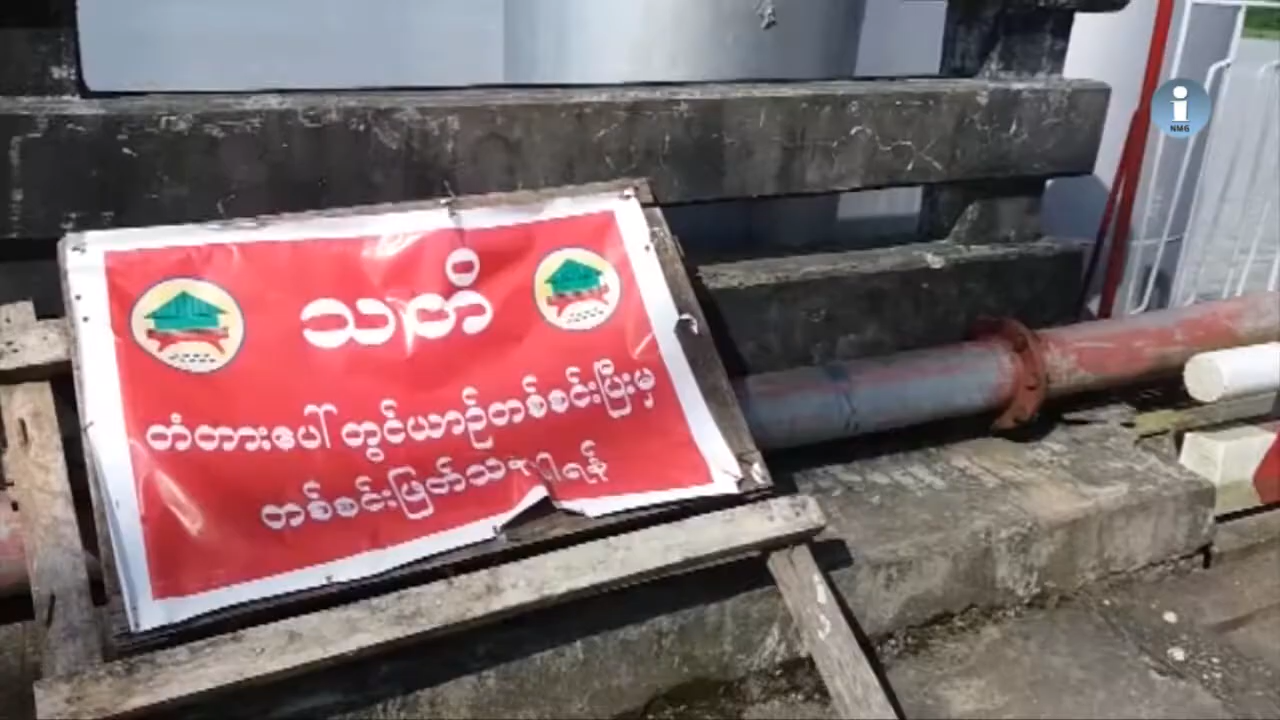 သတိ
တံတားပေါ်တွင်ယာဉ်တစ်စင်းပြီးမှ
တစ်စင်းဖြတ်သန်းပါရန်
i
NMG